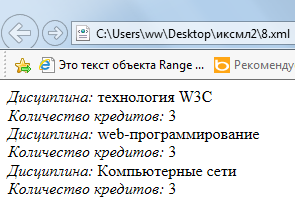 C:\Users\ww\Desktop\иксмл2\8.xml
Это текст объекта Range ...
Рекоменду
Дисциплина: технология W3C
Количество кредитов: 3
Дисциплина: web-программирование
Количество кредитов: 3
Дисциплина: Компьютерные сети
Количество кредитов: 3